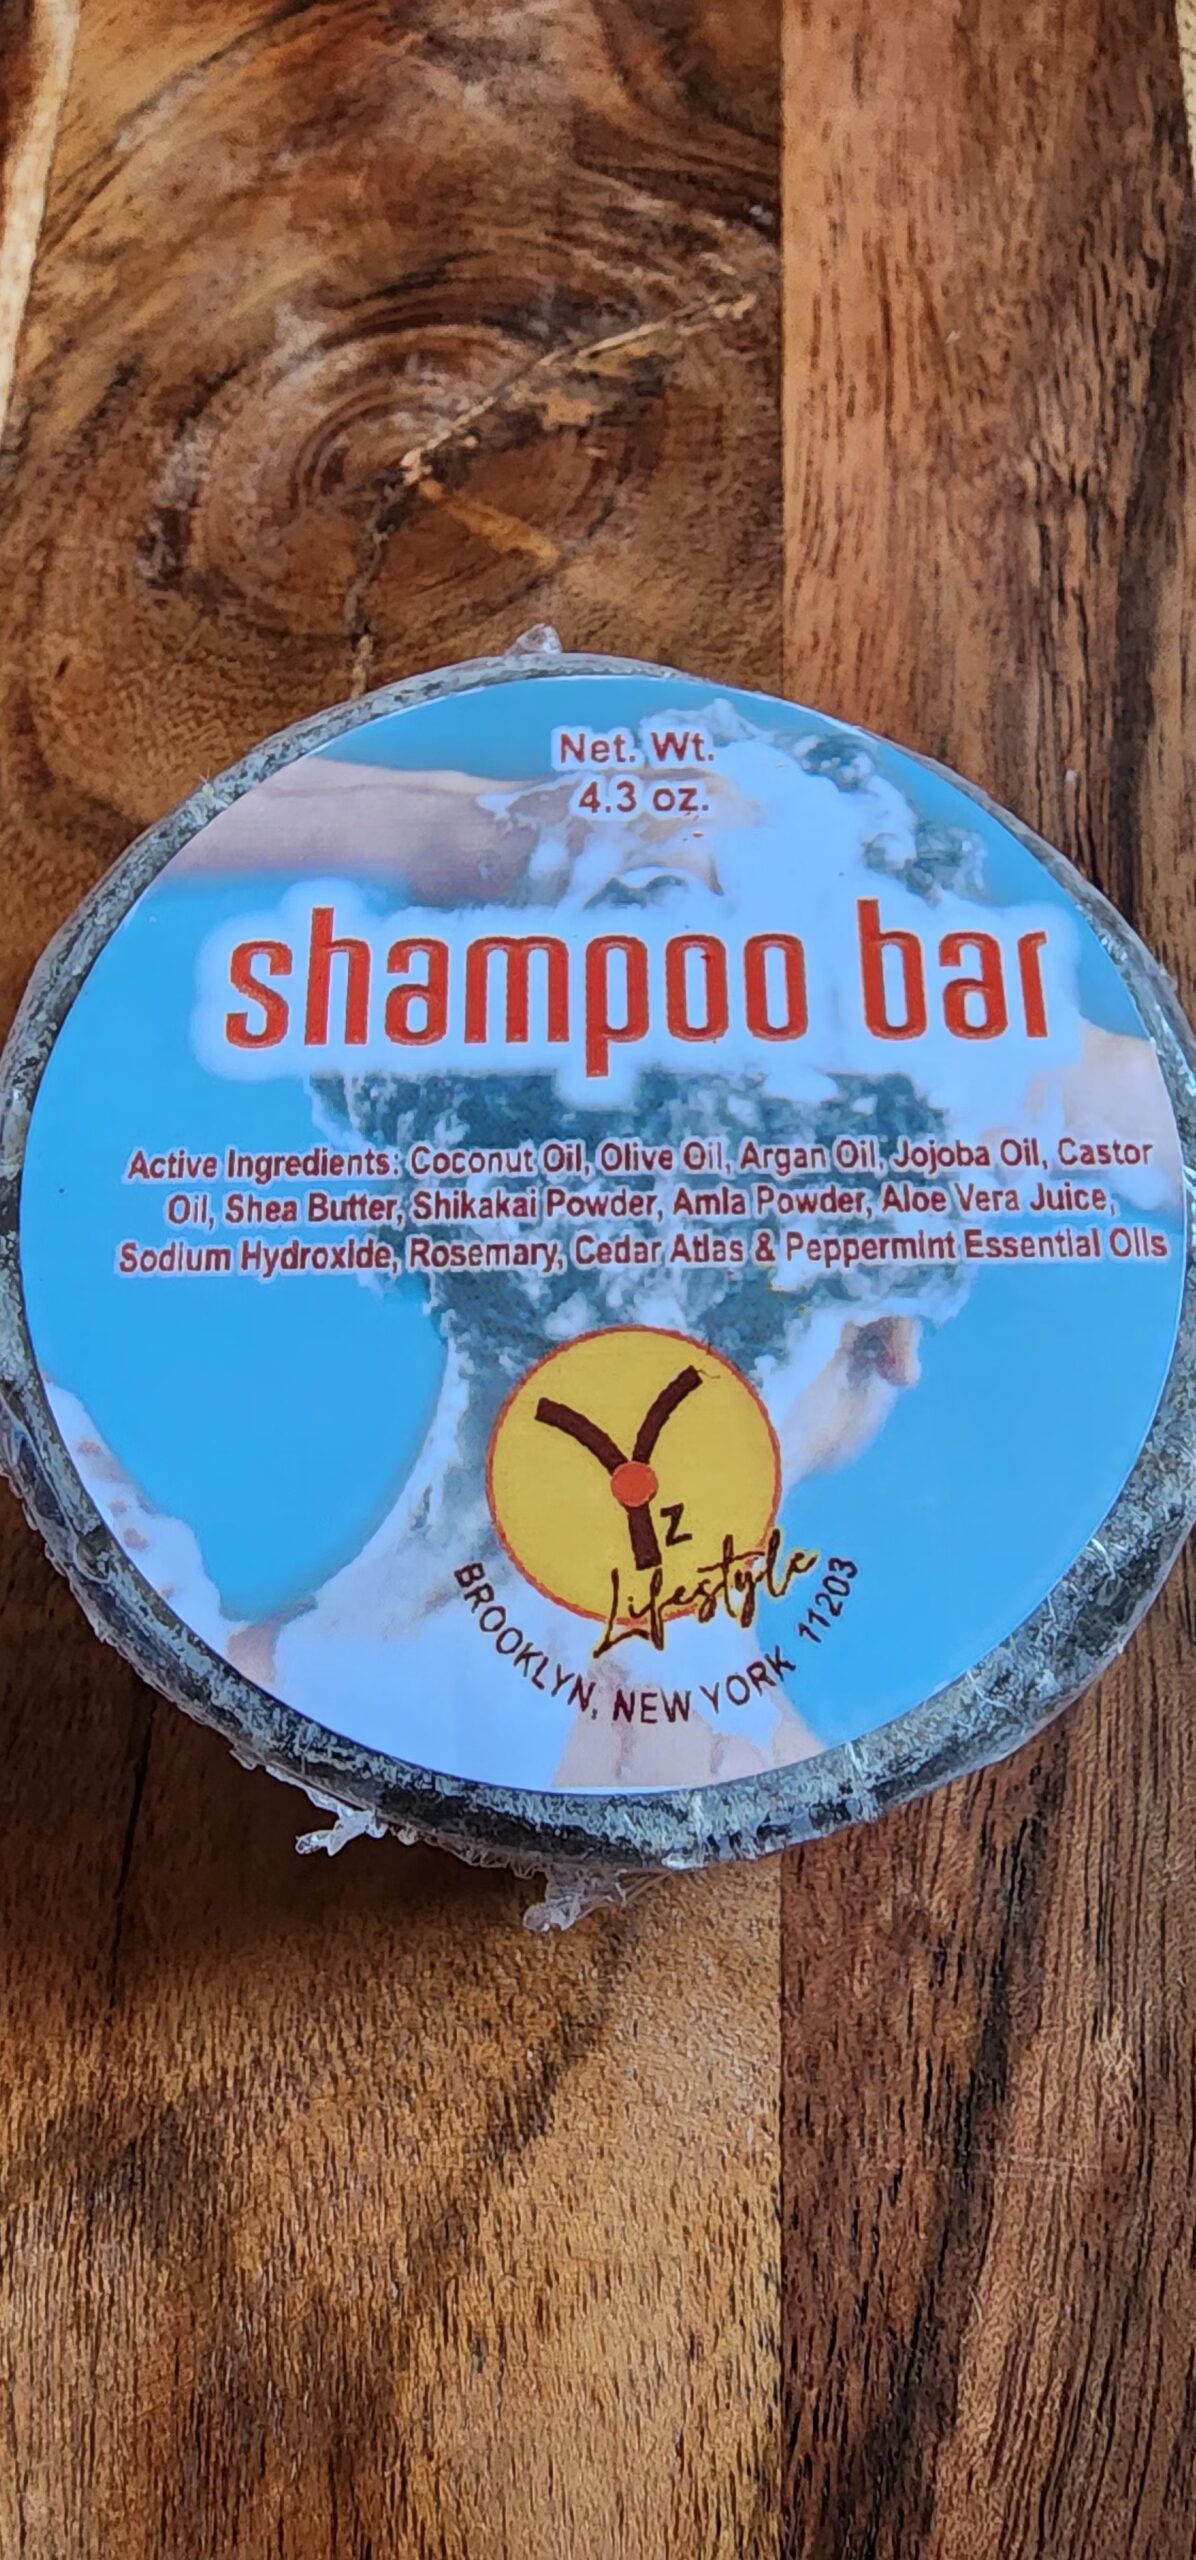 Net. Wt.
4.3 oz.
shampoo bar
Active Ingredients: Coconut Oil, Olive Oil, Argan Oil, Jojoba Oil, Castor
Oil, Shea Butter, Shikakai Powder, Amla Powder, Aloe Vera Juice,
Sodium Hydroxide, Rosemary, Cedar Atlas & Peppermint Essential Oils
Y
z
Lifestyle
BROOKLYN, NEW YORK 11203